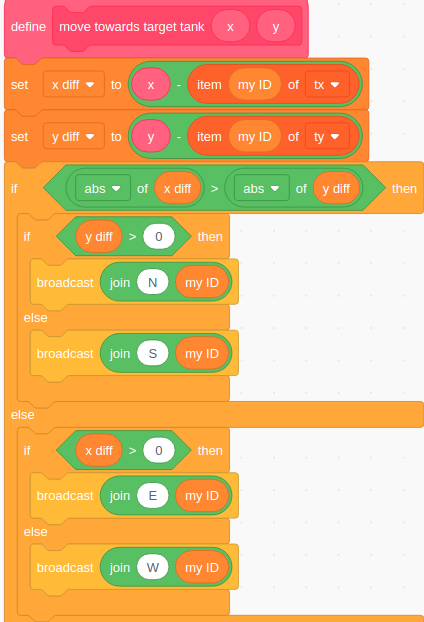 define move towards target tank x y
set x diff to x - item my ID of tx
set y diff to y - item my ID of ty
if abs of x diff > abs of y diff then
if y diff > 0 then
broadcast join N my ID
else
broadcast join S my ID
else
if x diff > 0 then
broadcast join E my ID
else
broadcast join W my ID